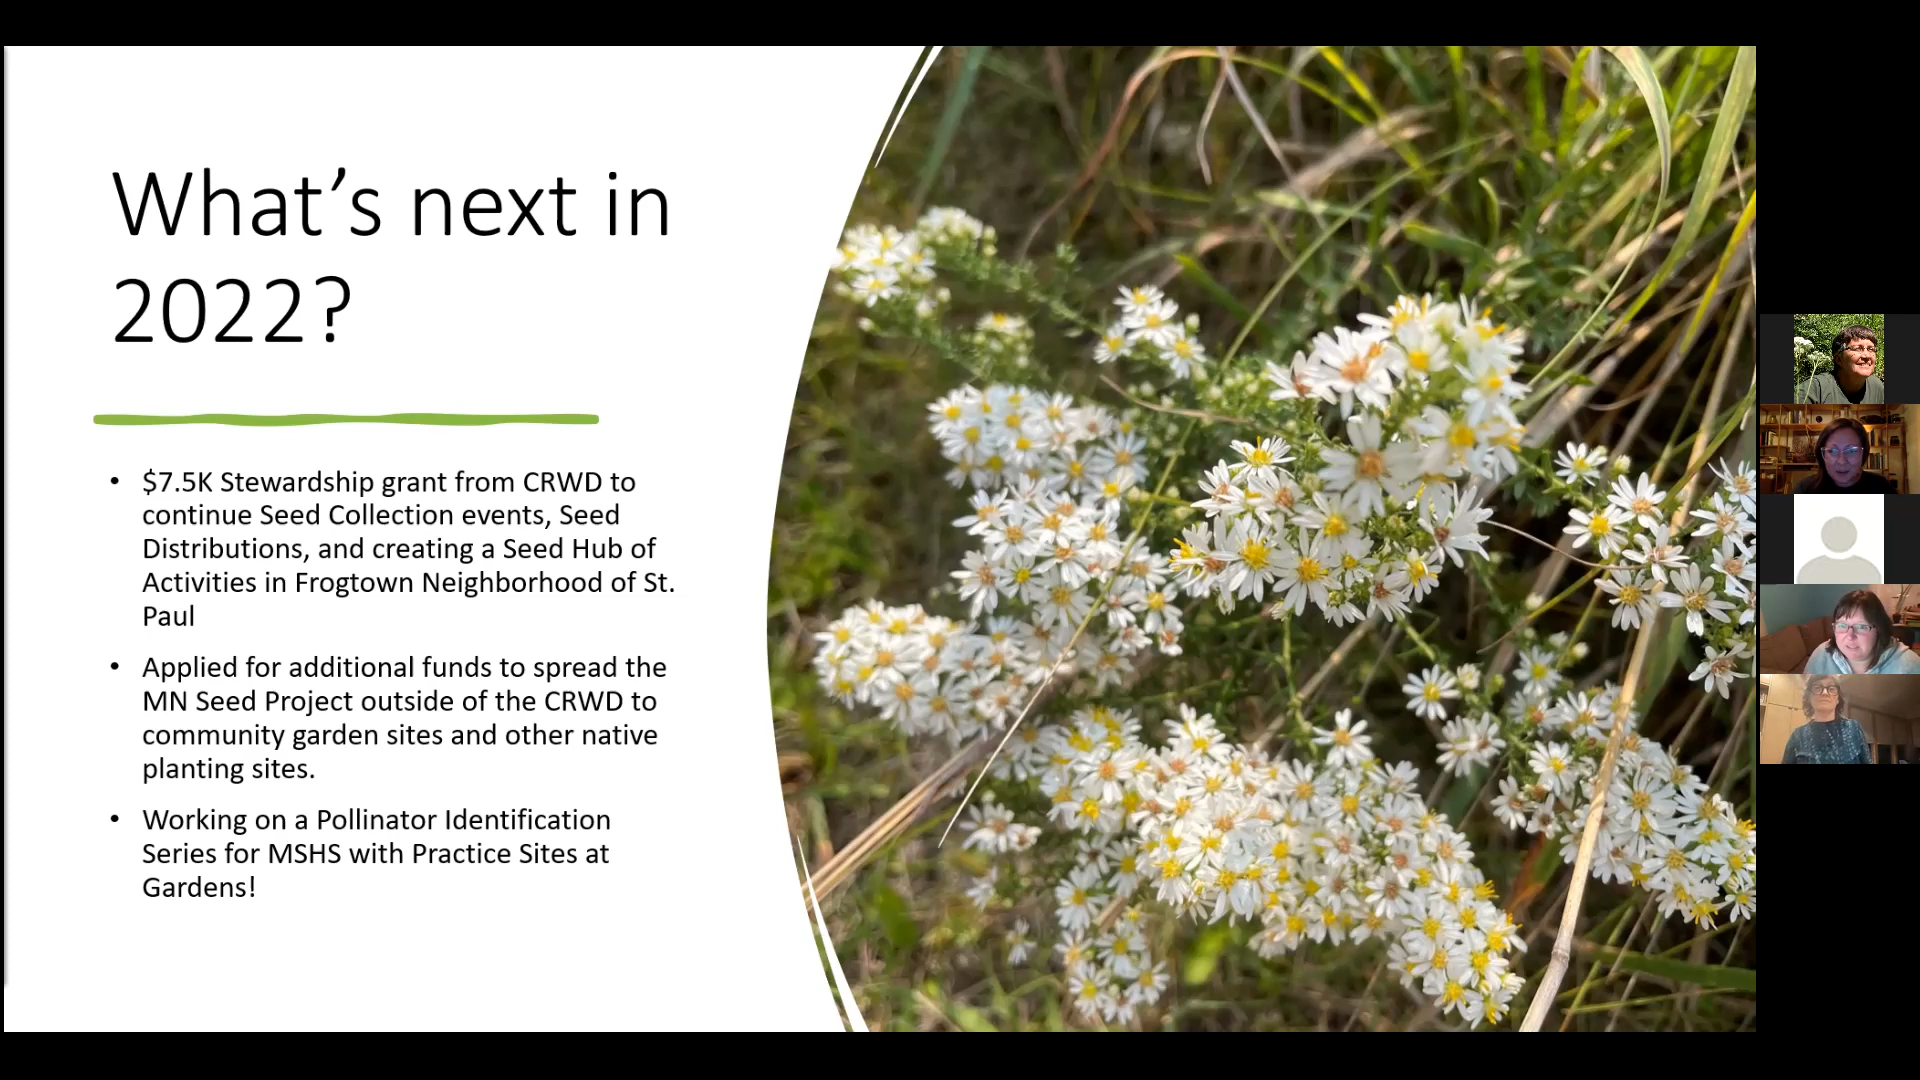 What’s next in
2022?
• $7.5K Stewardship grant from CRWD to
continue Seed Collection events, Seed
Distributions, and creating a Seed Hub of
Activities in Frogtown Neighborhood of St.
Paul
• Applied for additional funds to spread the
MN Seed Project outside of the CRWD to
community garden sites and other native
planting sites.
• Working on a Pollinator Identification
Series for MSHS with Practice Sites at
Gardens!